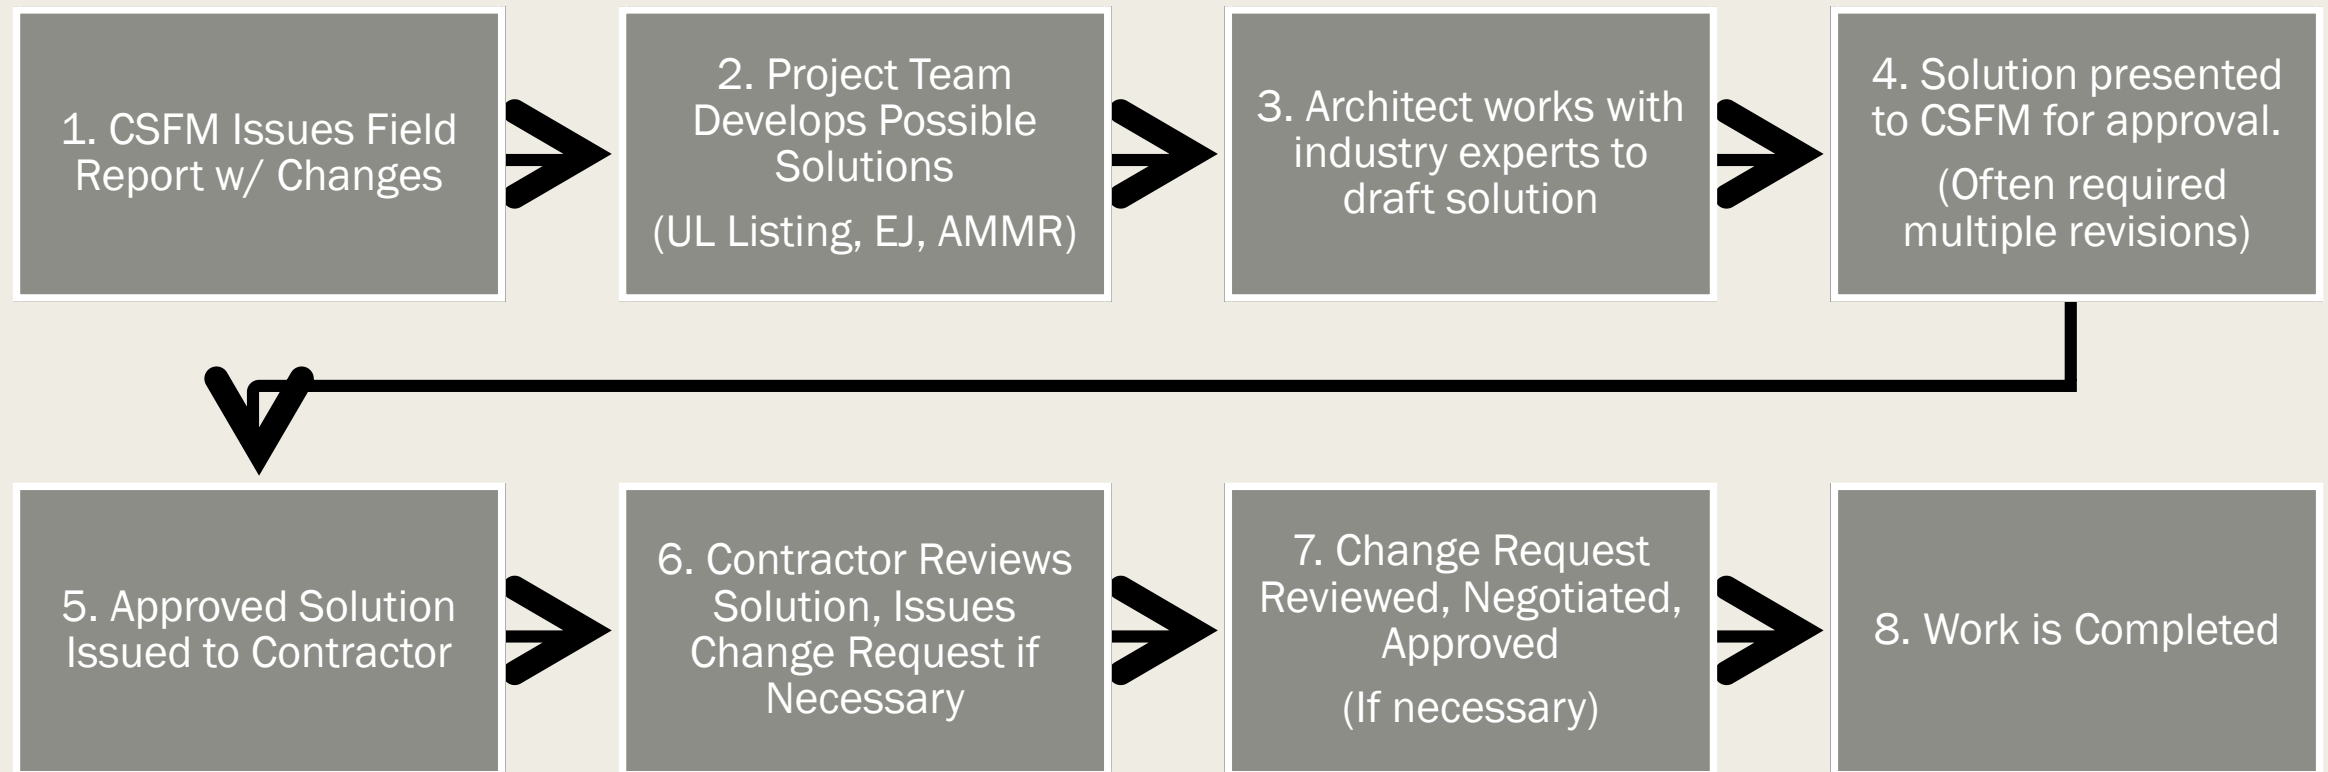 1. CSFM Issues Field
Report w/ Changes
2. Project Team
Develops Possible
Solutions
(UL Listing, EJ, AMMR)
3. Architect works with
industry experts to
draft solution
4. Solution presented
to CSFM for approval.
(Often required
multiple revisions)
5. Approved Solution
Issued to Contractor
6. Contractor Reviews
Solution, Issues
Change Request if
Necessary
7. Change Request
Reviewed, Negotiated,
Approved
(If necessary)
8. Work is Completed